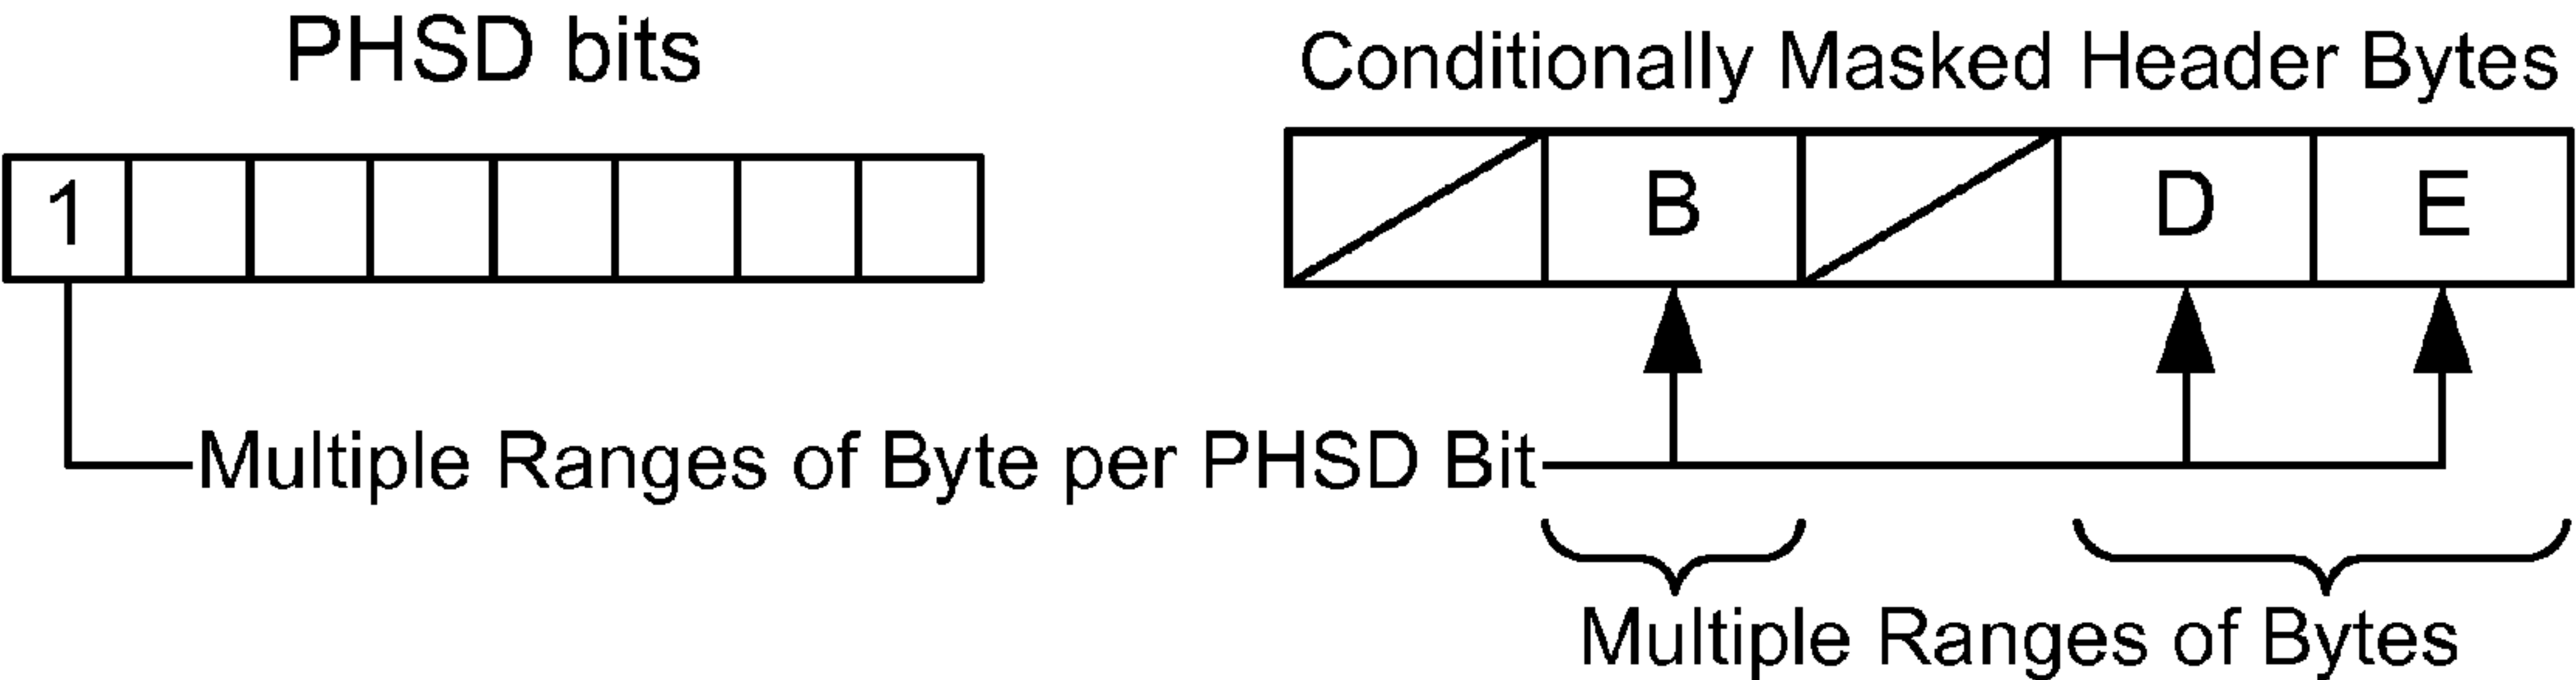 PHSD bits
Conditionally Masked Header Bytes
1
B
D
E
Multiple Ranges of Byte per PHSD Bit
Multiple Ranges of Bytes